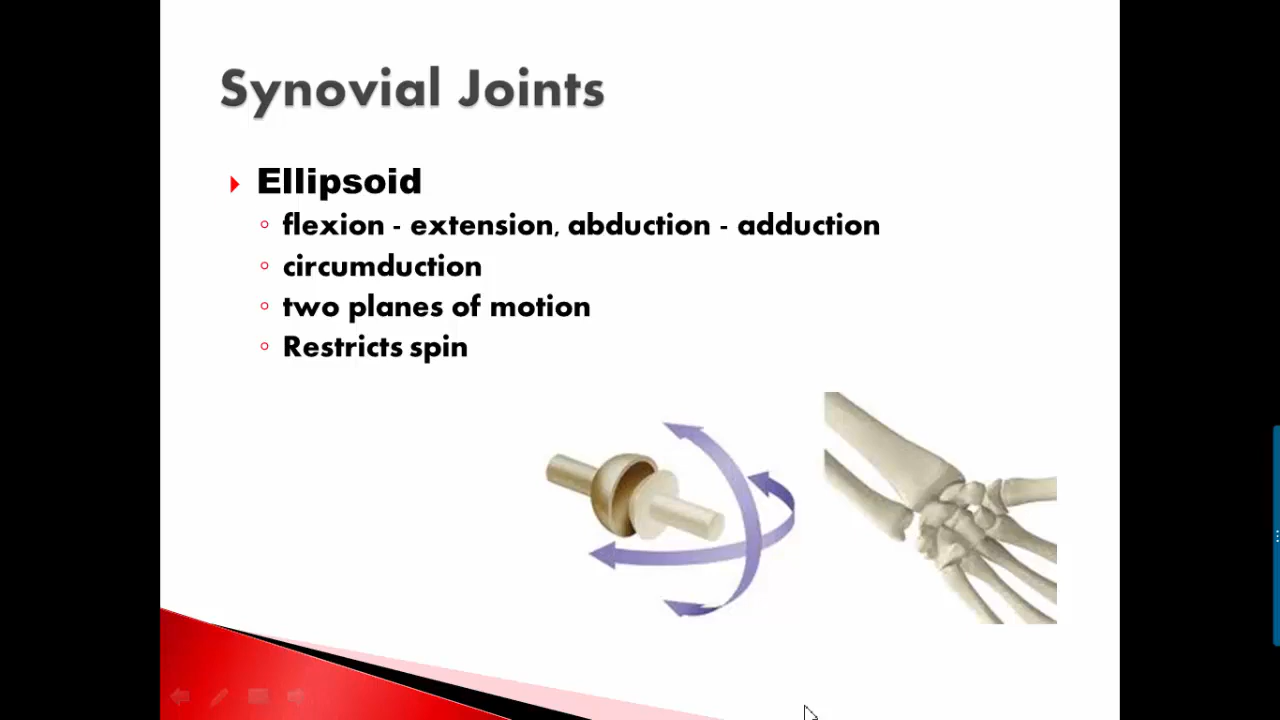 Synovial Joints
Ellipsoid
flexion - extension, abduction - adduction
circumduction
two planes of motion
Restricts spin